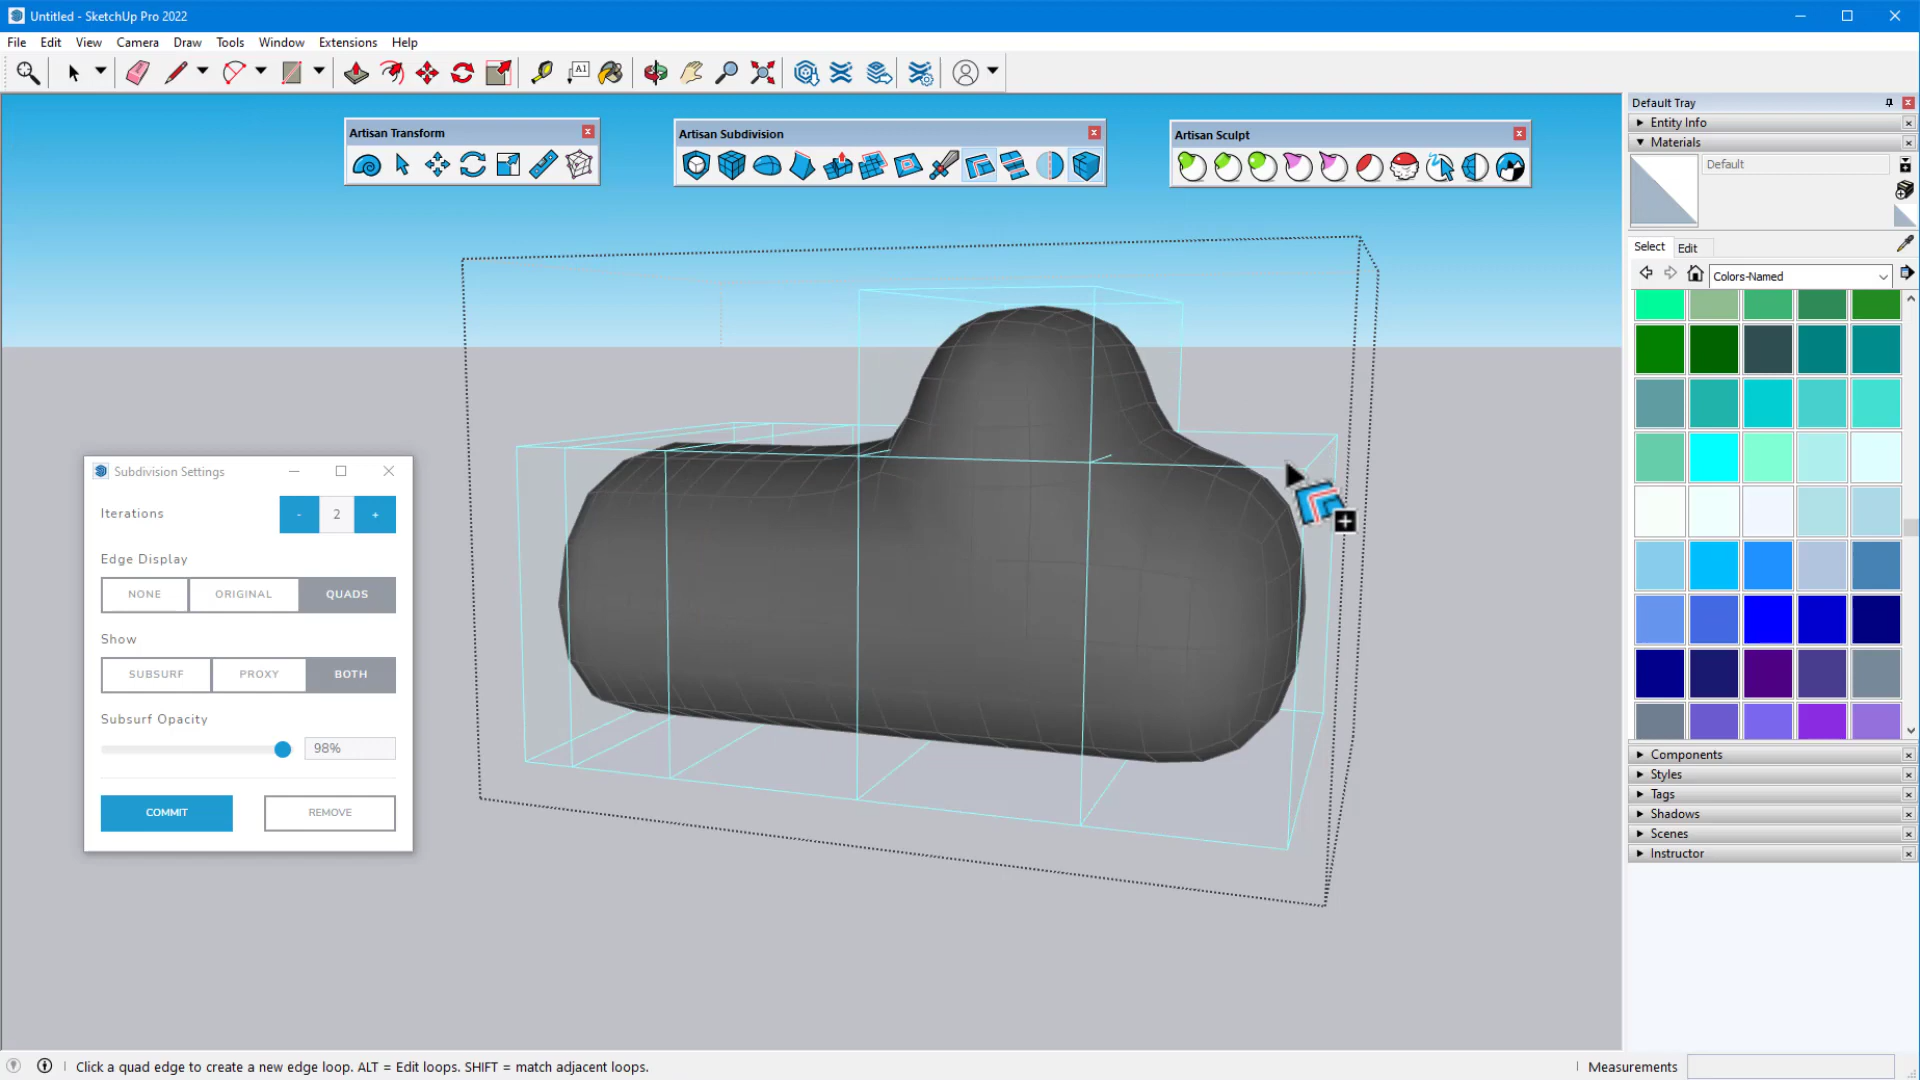 Untitled - SketchUp Pro 2022
File Edit View Camera Draw Tools Window Extensions Help
A1
Default Tray
Entity Info
Materials
Default
Select Edit
Colors-Named
Components
Styles
Tags
Shadows
Scenes
Instructor
Artisan Transform
Artisan Subdivision
Artisan Sculpt
Subdivision Settings
Iterations - 2 +
Edge Display
NONE ORIGINAL QUADS
Show
SUBSURF PROXY BOTH
Subsurf Opacity
98%
COMMIT REMOVE
Click a quad edge to create a new edge loop. ALT = Edit loops. SHIFT = match adjacent loops.
Measurements